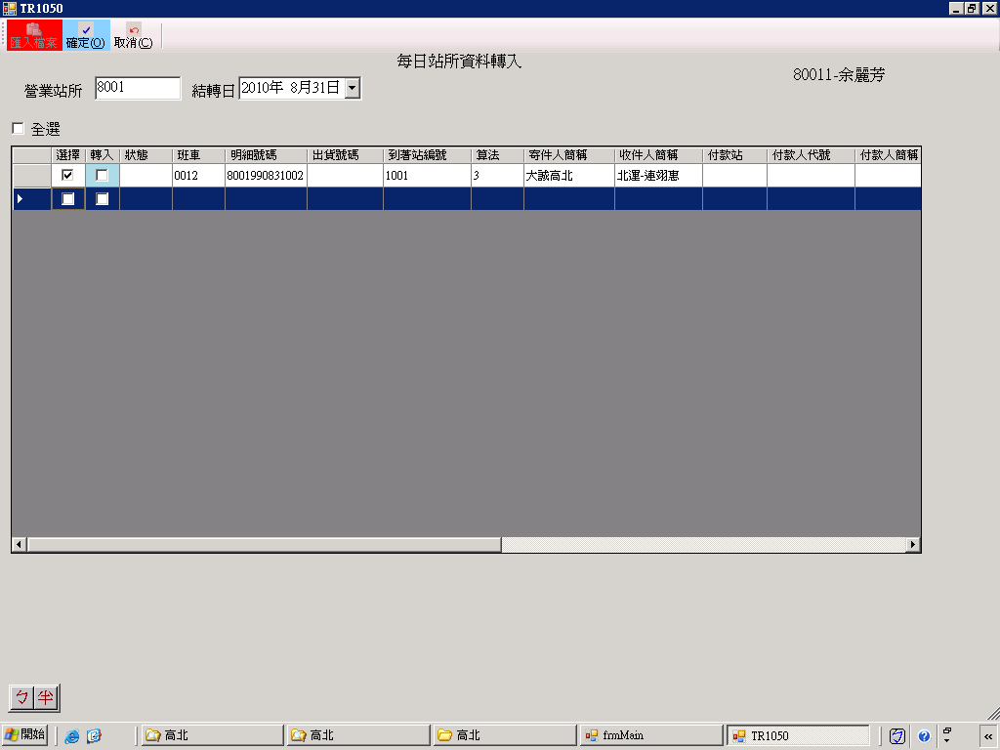 TR1050
匯入檔案 確定(O) 取消(C)
每日站所資料轉入
80011-余麗芳
營業站所 8001 結轉日 2010年 8月31日
全選
選擇 轉入 狀態 班車 明細號碼 出貨號碼 到著站編號 算法 寄件人簡稱 收件人簡稱 付款站 付款人代號 付款人簡稱
0012 8001990831002 1001 3 大誠高北 北運-連翊惠
ㄅ 半
開始 高北 高北 高北 frmMain TR1050